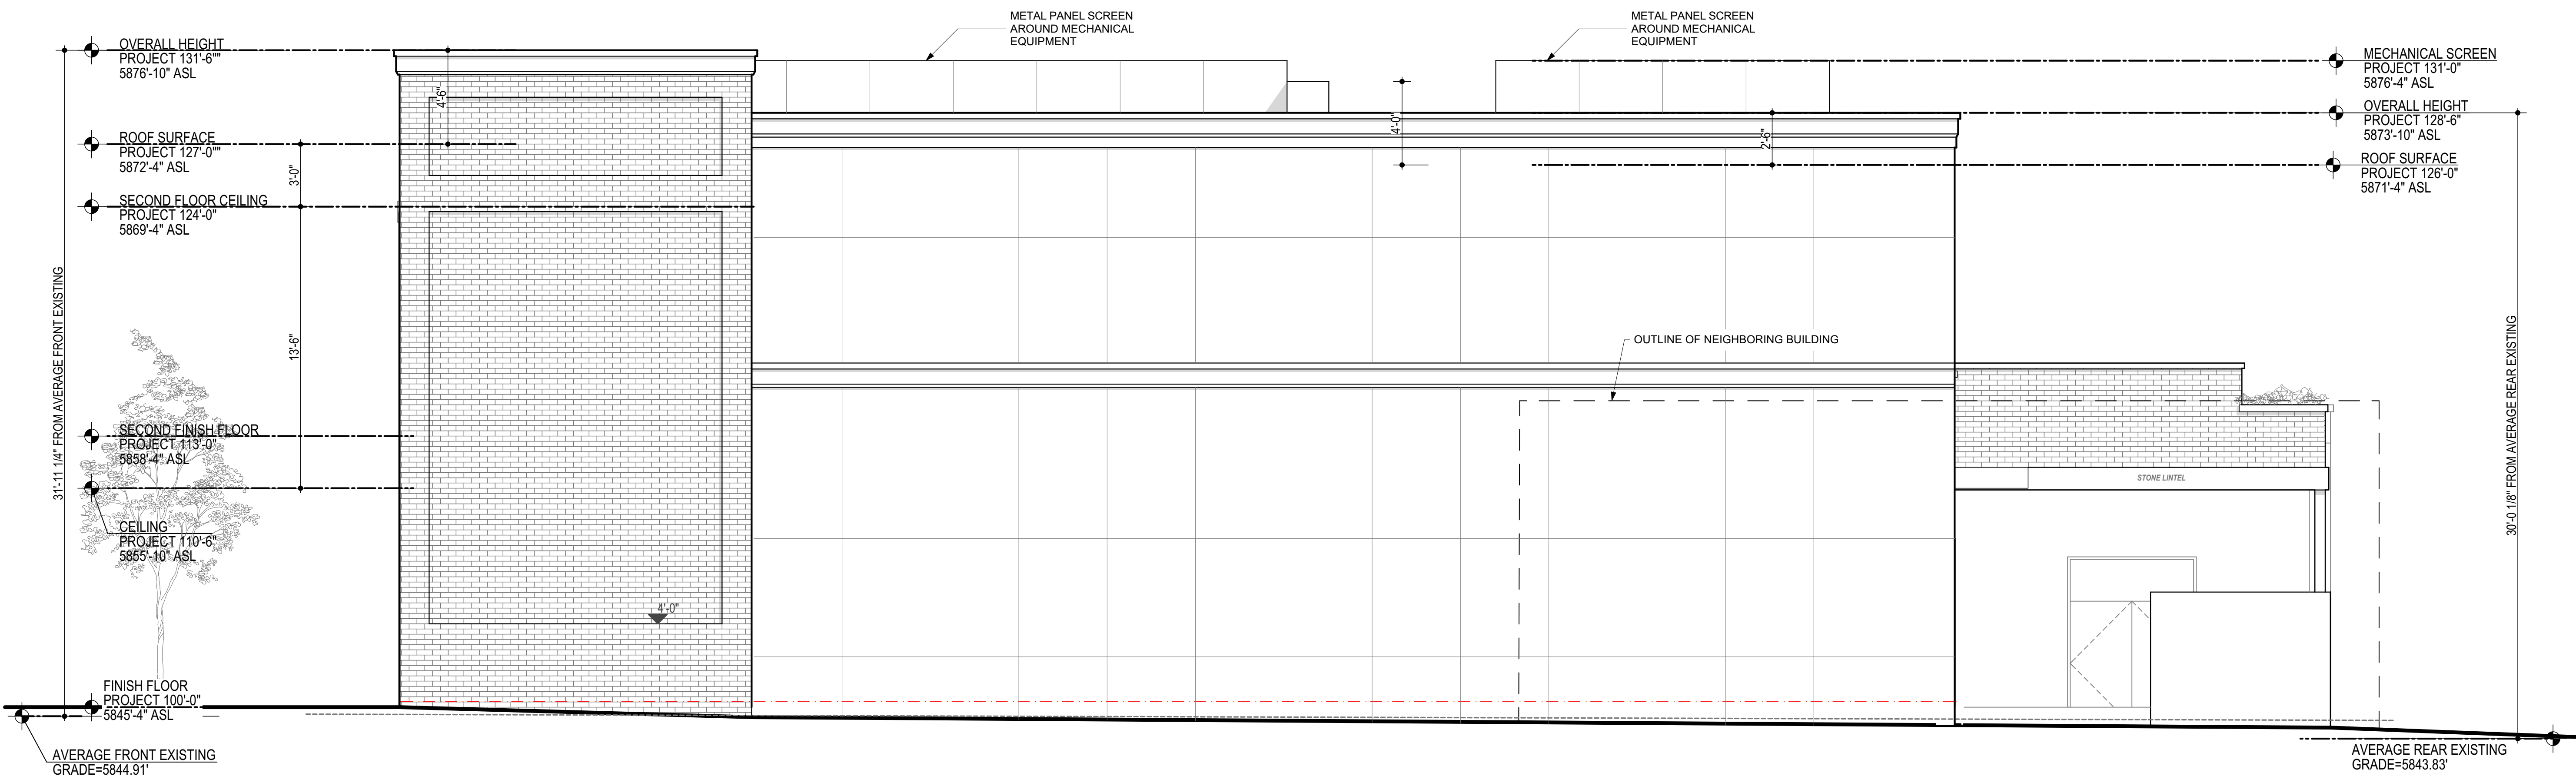 METAL PANEL SCREEN
AROUND MECHANICAL
EQUIPMENT
METAL PANEL SCREEN
AROUND MECHANICAL
EQUIPMENT
OVERALL HEIGHT
PROJECT 131'-6""
5876'-10" ASL
ROOF SURFACE
PROJECT 127'-0""
5872'-4" ASL
SECOND FLOOR CEILING
PROJECT 124'-0"
5869'-4" ASL
SECOND FINISH FLOOR
PROJECT 113'-0"
5858'-4" ASL
CEILING
PROJECT 110'-6"
5855'-10" ASL
FINISH FLOOR
PROJECT 100'-0"
5845'-4" ASL
AVERAGE FRONT EXISTING
GRADE=5844.91'
31'-11 1/4" FROM AVERAGE FRONT EXISTING
3'-0"
13'-6"
4'-6"
4'-0"
4'-0"
2'-6"
OUTLINE OF NEIGHBORING BUILDING
STONE LINTEL
MECHANICAL SCREEN
PROJECT 131'-0"
5876'-4" ASL
OVERALL HEIGHT
PROJECT 128'-6"
5873'-10" ASL
ROOF SURFACE
PROJECT 126'-0"
5871'-4" ASL
30'-0 1/8" FROM AVERAGE REAR EXISTING
AVERAGE REAR EXISTING
GRADE=5843.83'